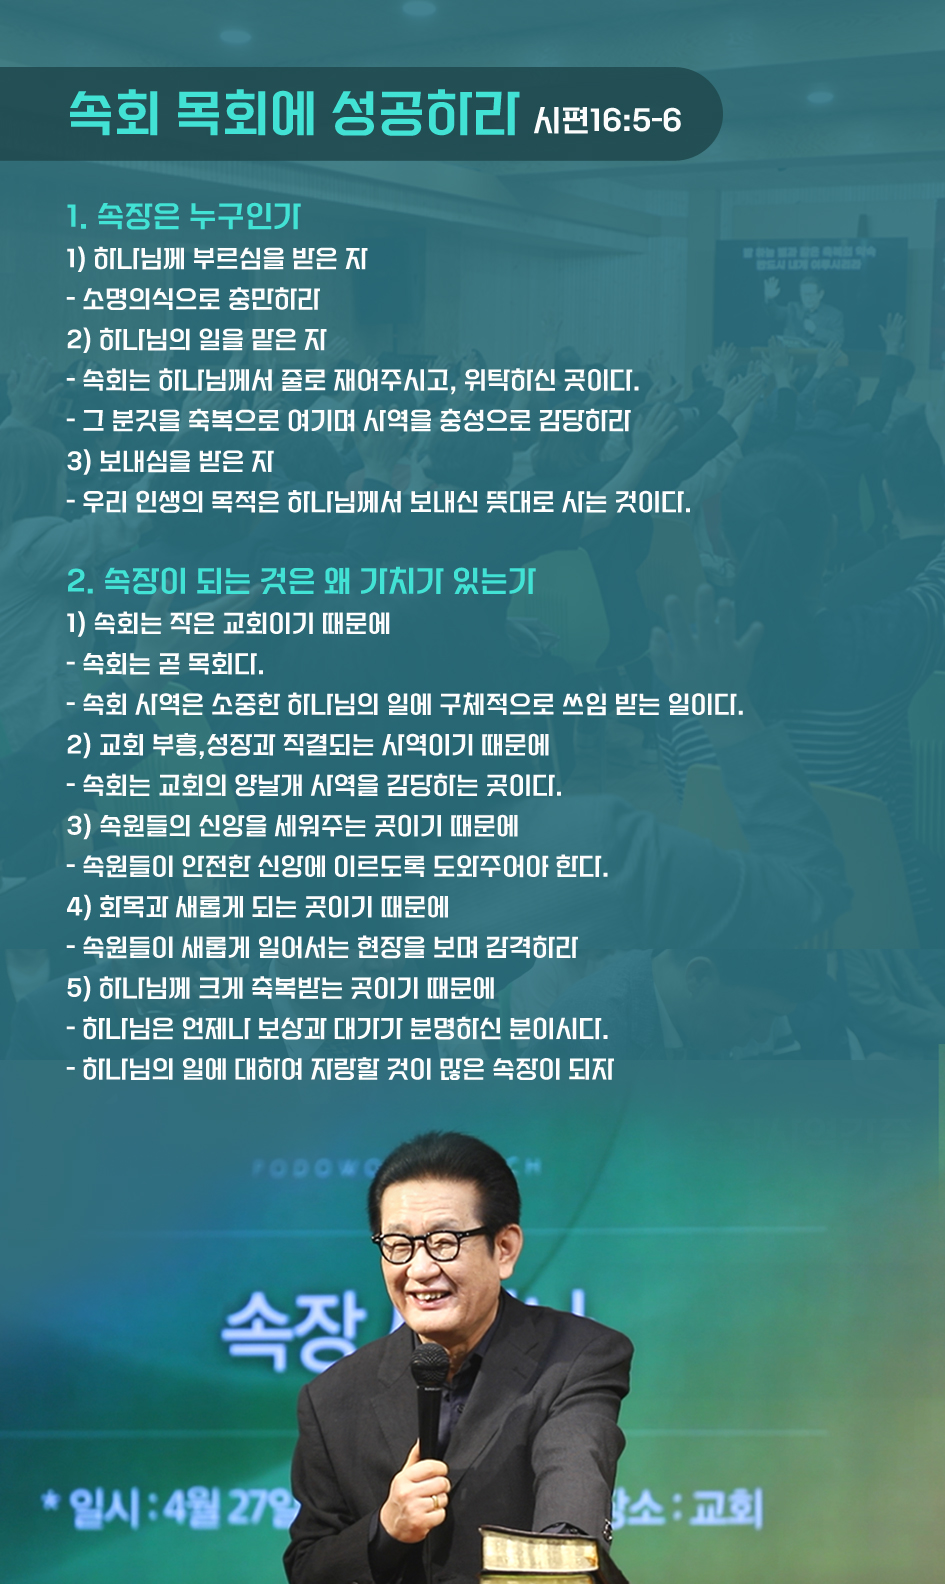 속회 목회에 성공하라 시편16:5-6
1. 속장은 누구인가
1) 하나님께 부르심을 받은 자
- 소명의식으로 충만하라
2) 하나님의 일을 맡은 자
- 속회는 하나님께서 줄로 재어주시고, 위탁하신 곳이다.
- 그 분깃을 축복으로 여기며 사역을 충성으로 감당하라
3) 보내심을 받은 자
- 우리 인생의 목적은 하나님께서 보내신 뜻대로 사는 것이다.
2. 속장이 되는 것은 왜 가치가 있는가
1) 속회는 작은 교회이기 때문에
- 속회는 곧 목회다.
- 속회 사역은 소중한 하나님의 일에 구체적으로 쓰임 받는 일이다.
2) 교회 부흥,성장과 직결되는 사역이기 때문에
- 속회는 교회의 양날개 사역을 감당하는 곳이다.
3) 속원들의 신앙을 세워주는 곳이기 때문에
- 속원들이 안전한 신앙에 이르도록 도와주어야 한다.
4) 화목과 새롭게 되는 곳이기 때문에
- 속원들이 새롭게 일어서는 현장을 보며 감격하라
5) 하나님께 크게 축복받는 곳이기 때문에
- 하나님은 언제나 보상과 대가가 분명하신 분이시다.
- 하나님의 일에 대하여 자랑할 것이 많은 속장이 되자
속장
* 일시 : 4월 27일 장소 : 교회